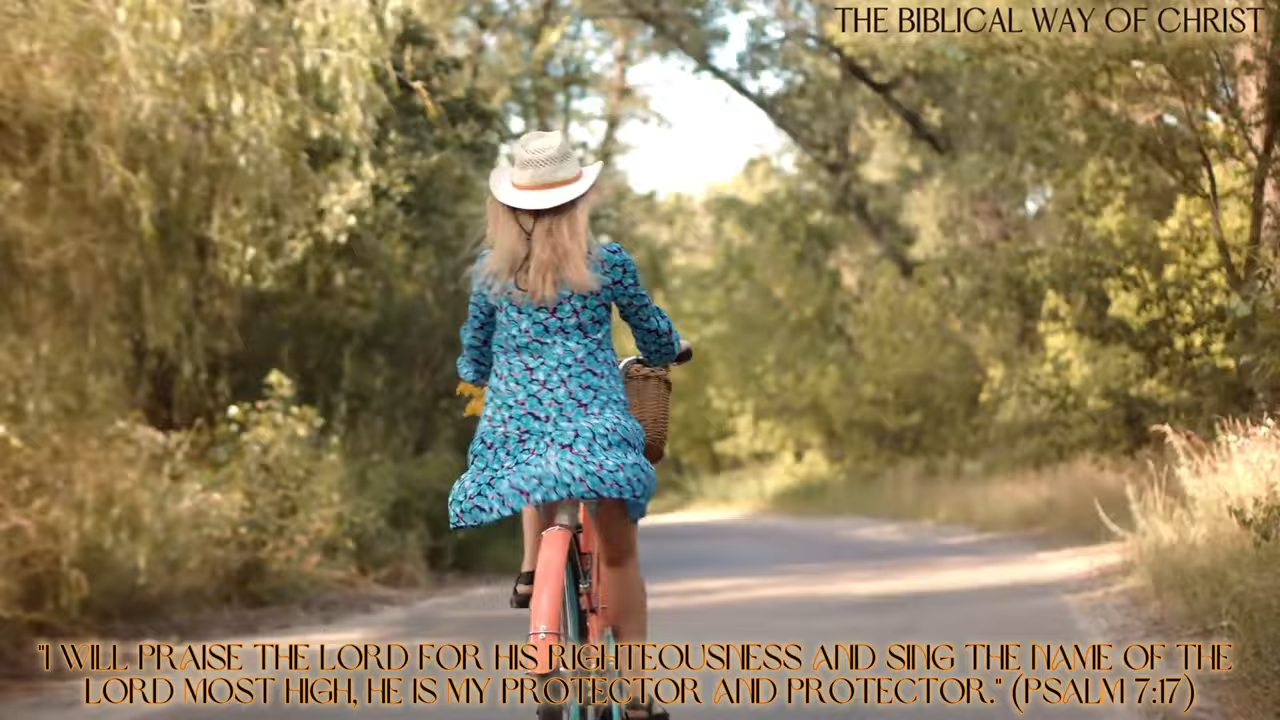 THE BIBLICAL WAY OF CHRIST
"I WILL PRAISE THE LORD FOR HIS RIGHTEOUSNESS AND SING THE NAME OF THE
LORD MOST HIGH, HE IS MY PROTECTOR AND PROTECTOR." (PSALM 7:17)